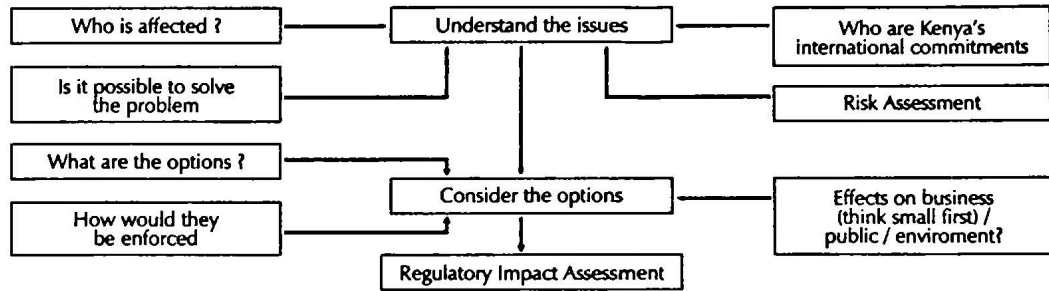 Who is affected ?
Understand the issues
Who are Kenya's
international commitments
Is it possible to solve
the problem
Risk Assessment
What are the options ?
Consider the options
How would they
be enforced
Effects on business
(think small first) /
public / enviroment?
Regulatory Impact Assessment